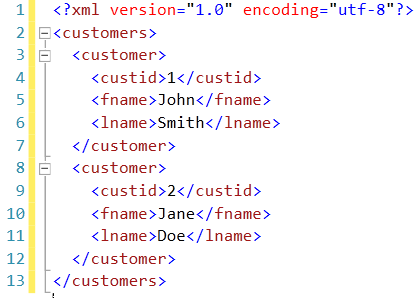 1 <?xml version="1.0" encoding="utf-8"?>
2 <customers>
3 <customer>
4 <custid>1</custid>
5 <fname>John</fname>
6 <lname>Smith</lname>
7 </customer>
8 <customer>
9 <custid>2</custid>
10 <fname>Jane</fname>
11 <lname>Doe</lname>
12 </customer>
13 </customers>